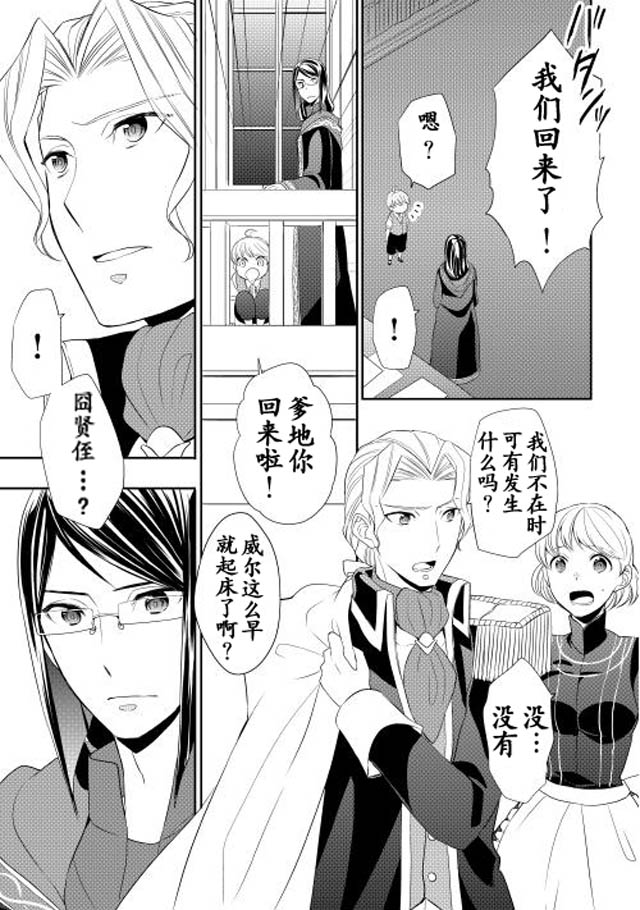 バタンッ
我们回来了！
嗯？
！
我们不在时
可有发生
什么吗？
没…
没有
爹地你
回来啦！
威尔这么早
就起床了啊？
！
囧贤侄…？